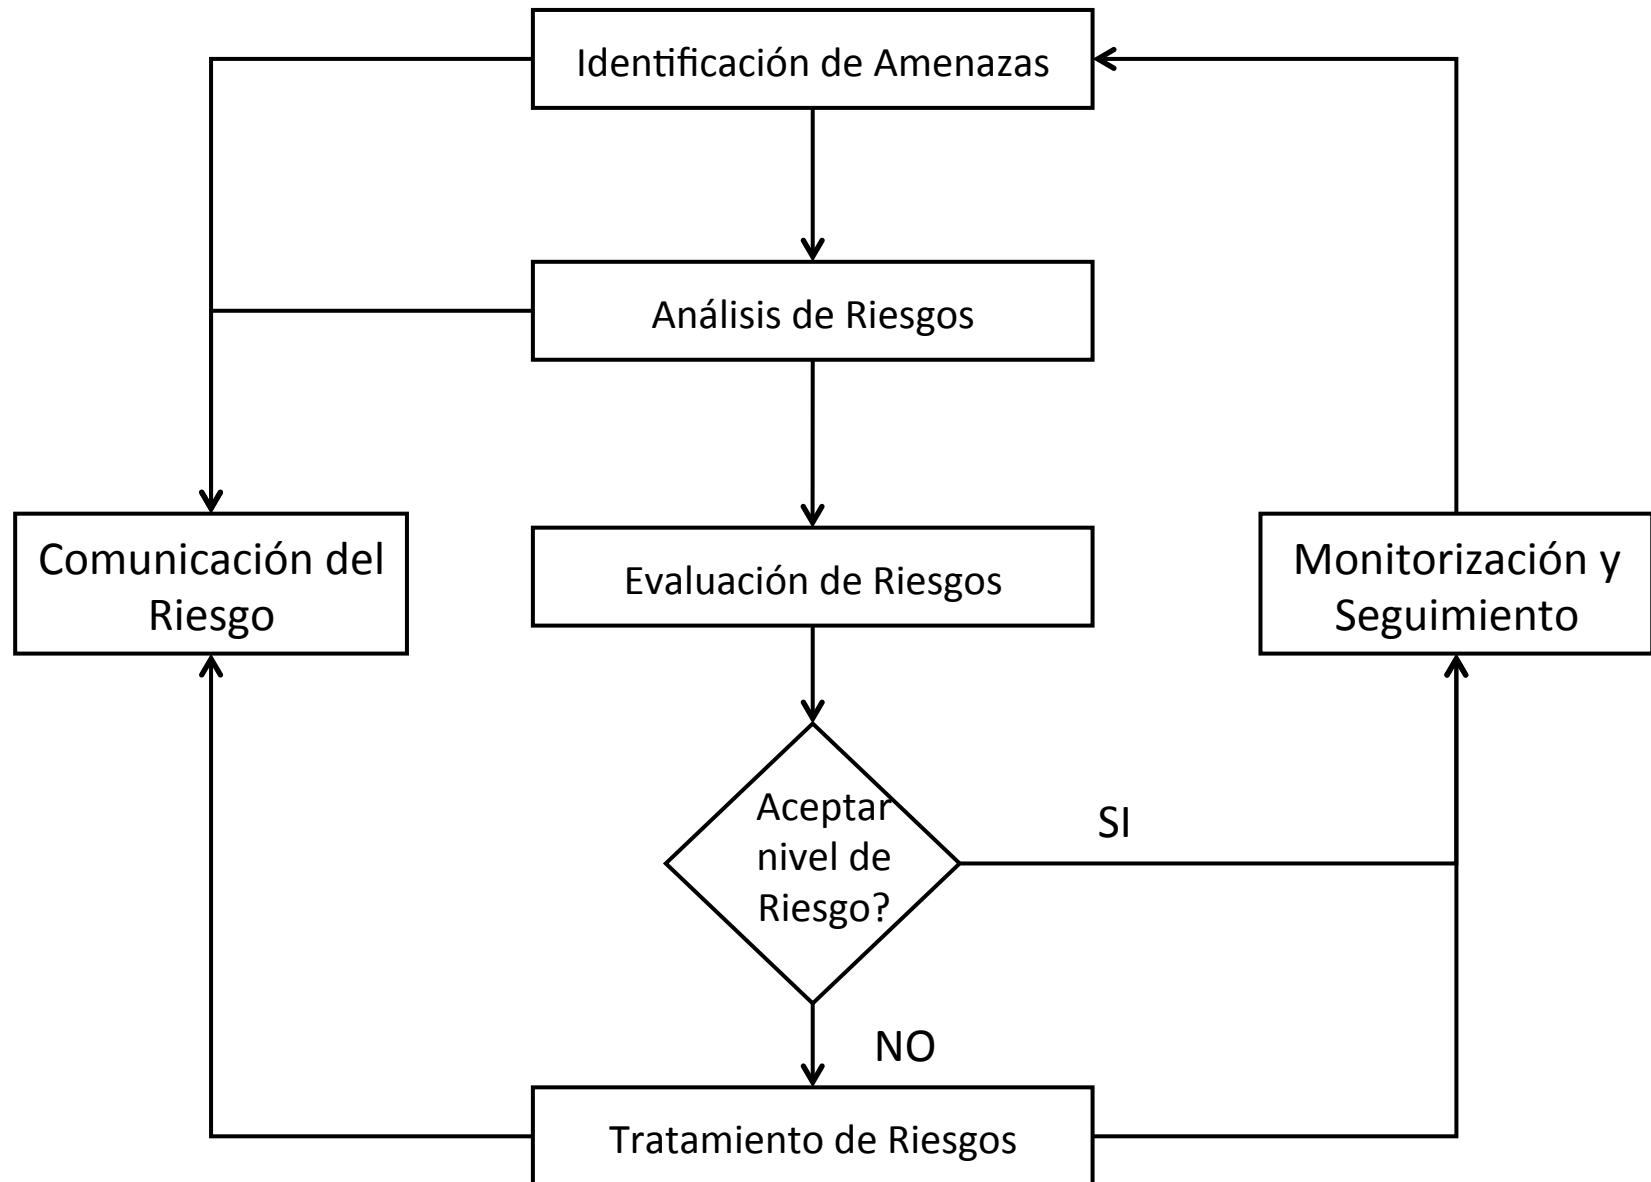 Identificación de Amenazas
Análisis de Riesgos
Comunicación del
Riesgo
Evaluación de Riesgos
Monitorización y
Seguimiento
Aceptar
nivel de
Riesgo?
SI
NO
Tratamiento de Riesgos